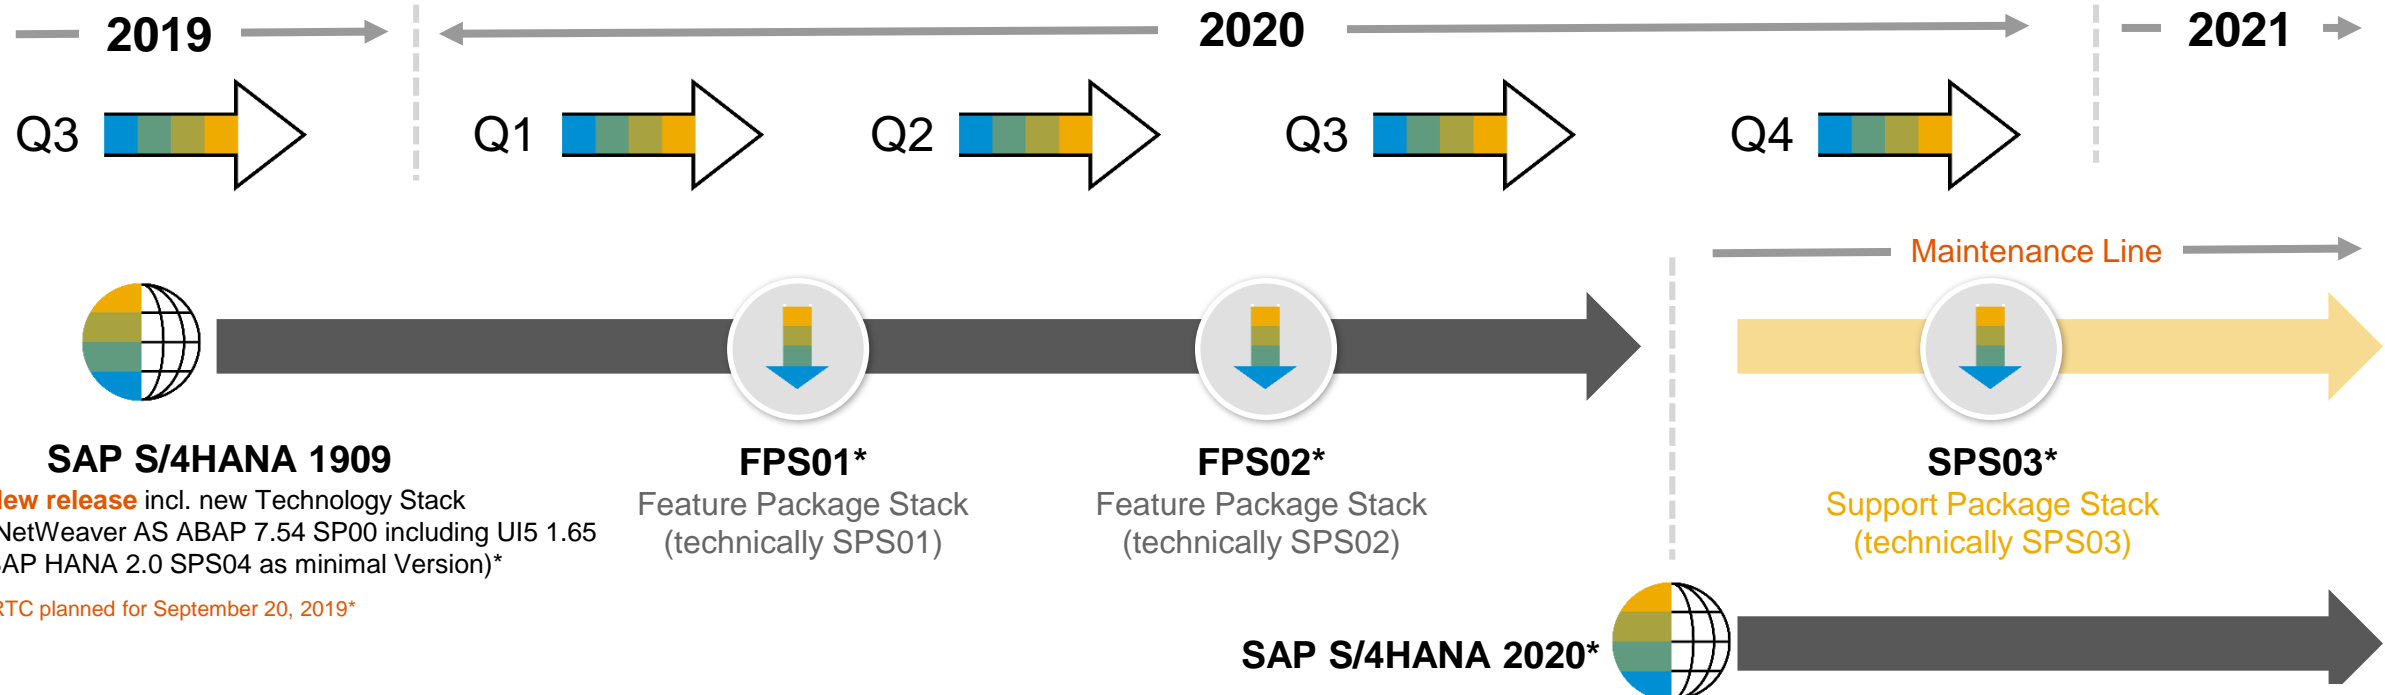 2019
2020
2021
Q3
Q1
Q2
Q3
Q4
Maintenance Line
SAP S/4HANA 1909
release incl. new Technology Stack
NetWeaver AS ABAP 7.54 SP00 including UI5 1.65
HANA 2.0 SPS04 as minimal Version)*
RTC planned for September 20, 2019*
FPS01*
Feature Package Stack
(technically SPS01)
FPS02*
Feature Package Stack
(technically SPS02)
SPS03*
Support Package Stack
(technically SPS03)
SAP S/4HANA 2020*